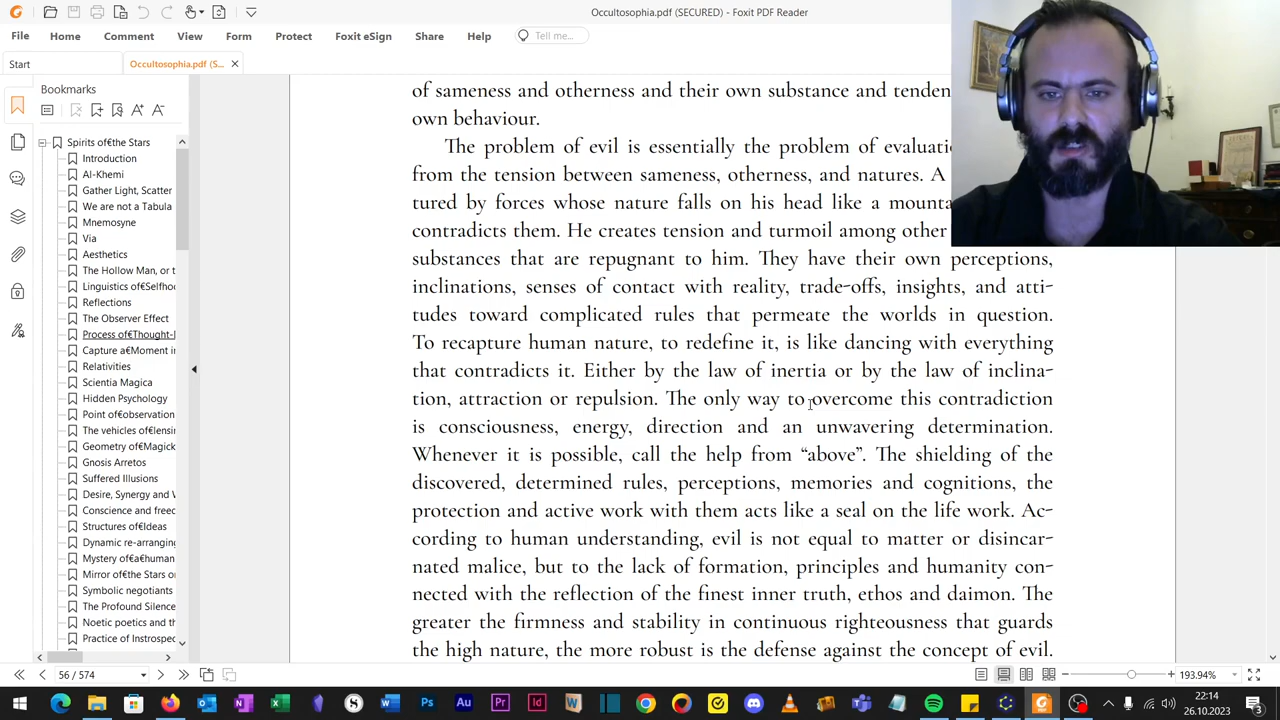 Occultosophia.pdf (SECURED) - Foxit PDF Reader
File Home Comment View Form Protect Foxit eSign Share Help Tell me...
Start Occultosophia.pdf (S...
Bookmarks
Spirits of€the Stars
Introduction
Al-Khemi
Gather Light, Scatter
We are not a Tabula
Mnemosyne
Via
Aesthetics
The Hollow Man, or t
Linguistics of€Selfhoo
Reflections
The Observer Effect
Process of€Thought-l
Capture a€Moment ir
Relativities
Scientia Magica
Hidden Psychology
Point of€observation
The vehicles of€lensir
Geometry of€Magick
Gnosis Arretos
Suffered Illusions
Desire, Synergy and V
Conscience and freec
Structures of€Ideas
Dynamic re-arranging
Mystery of€a€human
Mirror of€the Stars or
Symbolic negotiants
The Profound Silence
Noetic poetics and th
Practice of Instrospec
of sameness and otherness and their own substance and tenden
own behaviour.
The problem of evil is essentially the problem of evaluati
from the tension between sameness, otherness, and natures. A
tured by forces whose nature falls on his head like a mounta
contradicts them. He creates tension and turmoil among other
substances that are repugnant to him. They have their own perceptions,
inclinations, senses of contact with reality, trade-offs, insights, and atti-
tudes toward complicated rules that permeate the worlds in question.
To recapture human nature, to redefine it, is like dancing with everything
that contradicts it. Either by the law of inertia or by the law of inclina-
tion, attraction or repulsion. The only way to overcome this contradiction
is consciousness, energy, direction and an unwavering determination.
Whenever it is possible, call the help from “above”. The shielding of the
discovered, determined rules, perceptions, memories and cognitions, the
protection and active work with them acts like a seal on the life work. Ac-
cording to human understanding, evil is not equal to matter or disincar-
nated malice, but to the lack of formation, principles and humanity con-
nected with the reflection of the finest inner truth, ethos and daimon. The
greater the firmness and stability in continuous righteousness that guards
the high nature, the more robust is the defense against the concept of evil.
56 / 574
193.94%
22:14
26.10.2023